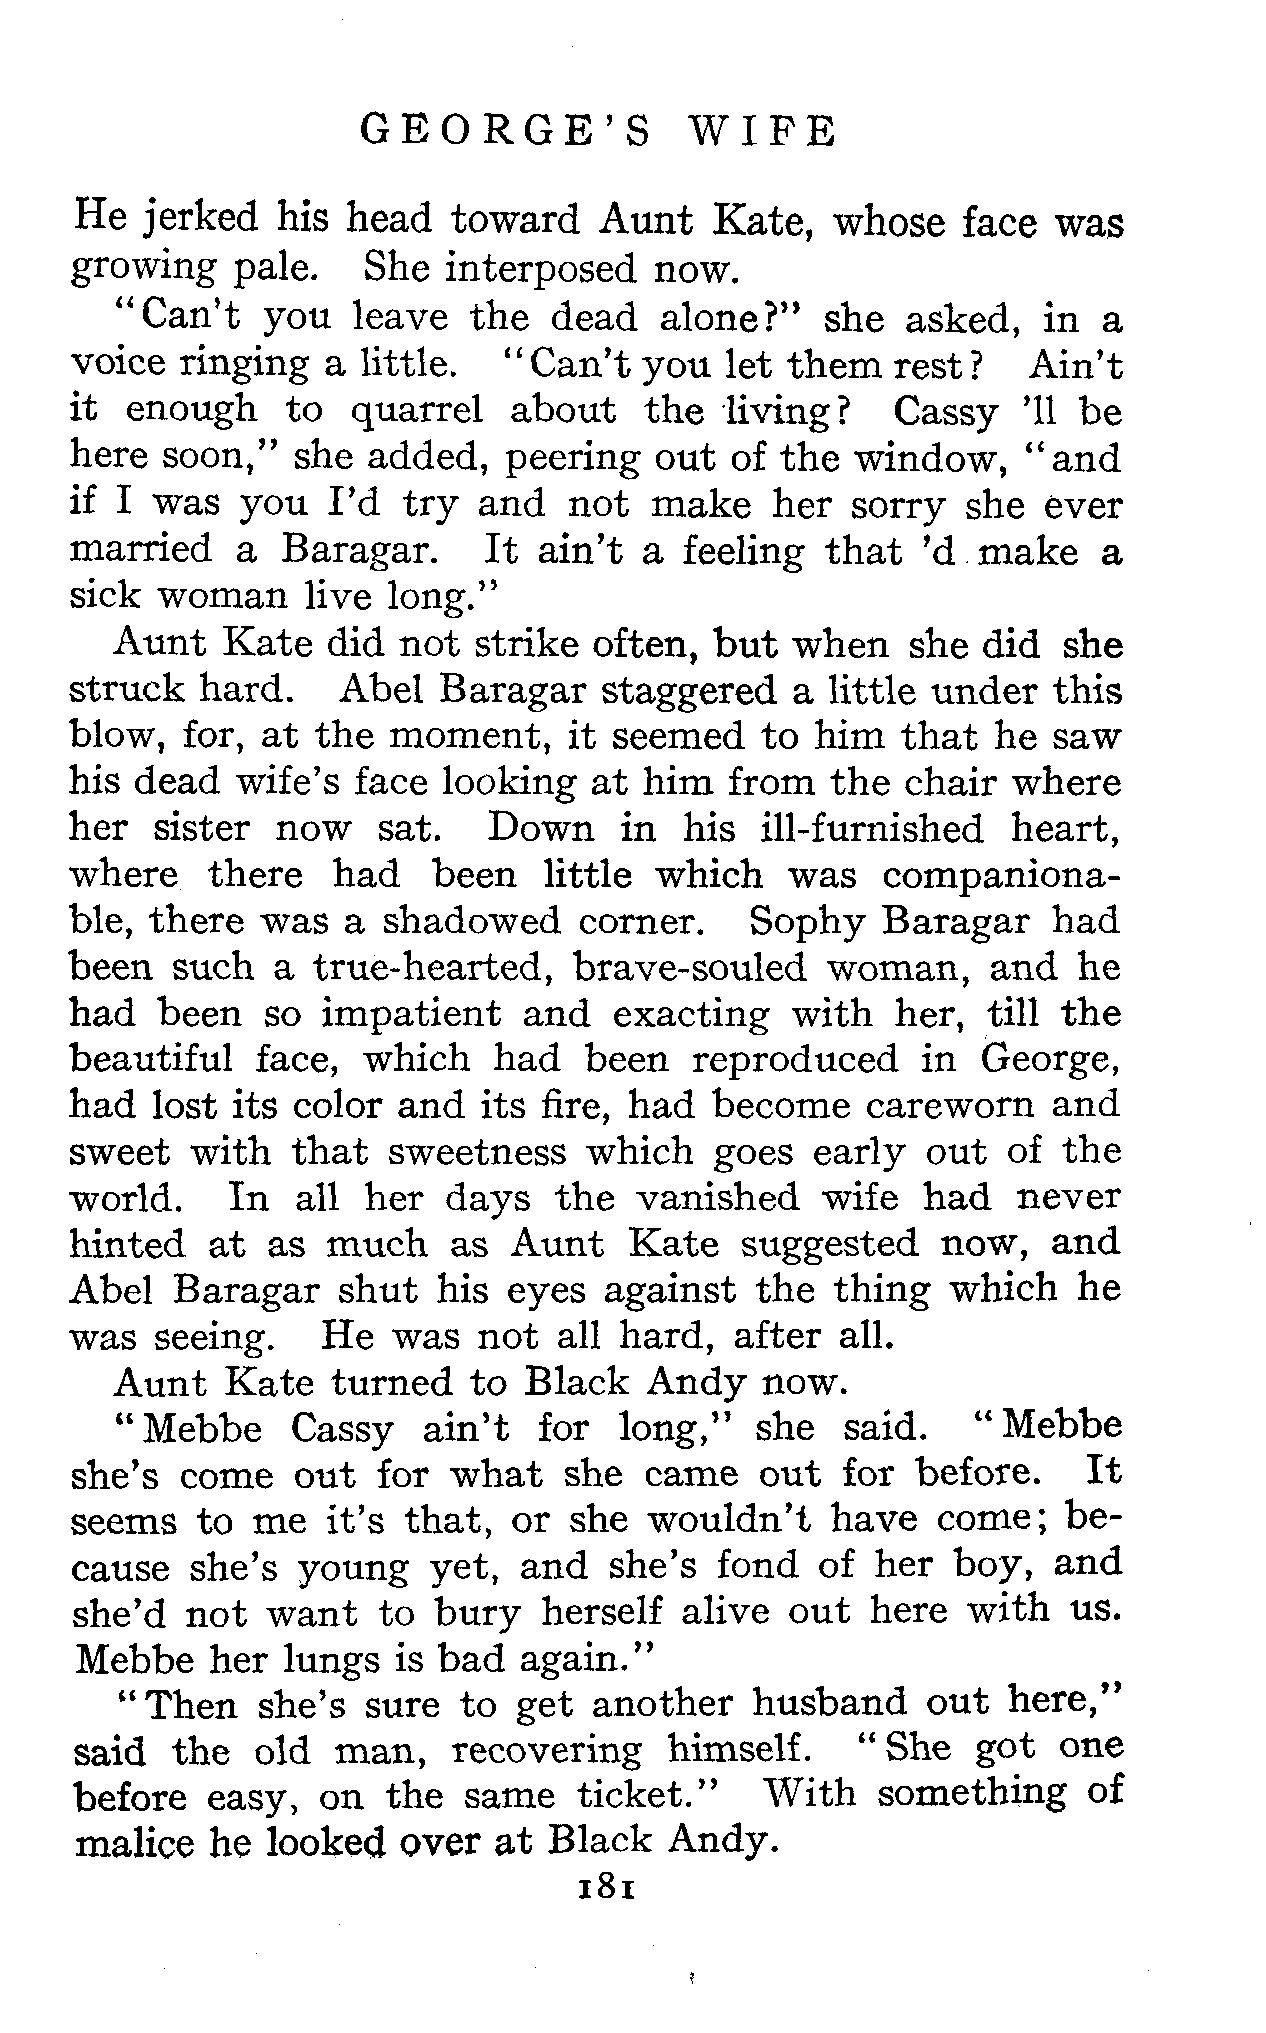 GEORGE'S WIFE
He jerked his head toward Aunt Kate, whose face was
growing pale. She interposed now.
"Can't you leave the dead alone?" she asked, in a
voice ringing a little. "Can't you let them rest? Ain't
it enough to quarrel about the living? Cassy 'll be
here soon," she added, peering out of the window, "and
if I was you I'd try and not make her sorry she ever
married a Baragar. It ain't a feeling that 'd make a
sick woman live long."
Aunt Kate did not strike often, but when she did she
struck hard. Abel Baragar staggered a little under this
blow, for, at the moment, it seemed to him that he saw
his dead wife's face looking at him from the chair where
her sister now sat. Down in his ill-furnished heart,
where there had been little which was companiona-
ble, there was a shadowed corner. Sophy Baragar had
been such a true-hearted, brave-souled woman, and he
had been so impatient and exacting with her, till the
beautiful face, which had been reproduced in George,
had lost its color and its fire, had become careworn and
sweet with that sweetness which goes early out of the
world. In all her days the vanished wife had never
hinted at as much as Aunt Kate suggested now, and
Abel Baragar shut his eyes against the thing which he
was seeing. He was not all hard, after all.
Aunt Kate turned to Black Andy now.
"Mebbe Cassy ain't for long," she said. "Mebbe
she's come out for what she came out for before. It
seems to me it's that, or she wouldn't have come; be-
cause she's young yet, and she's fond of her boy, and
she'd not want to bury herself alive out here with us.
Mebbe her lungs is bad again."
"Then she's sure to get another husband out here,"
said the old man, recovering himself. "She got one
before easy, on the same ticket." With something of
malice he looked over at Black Andy.
181